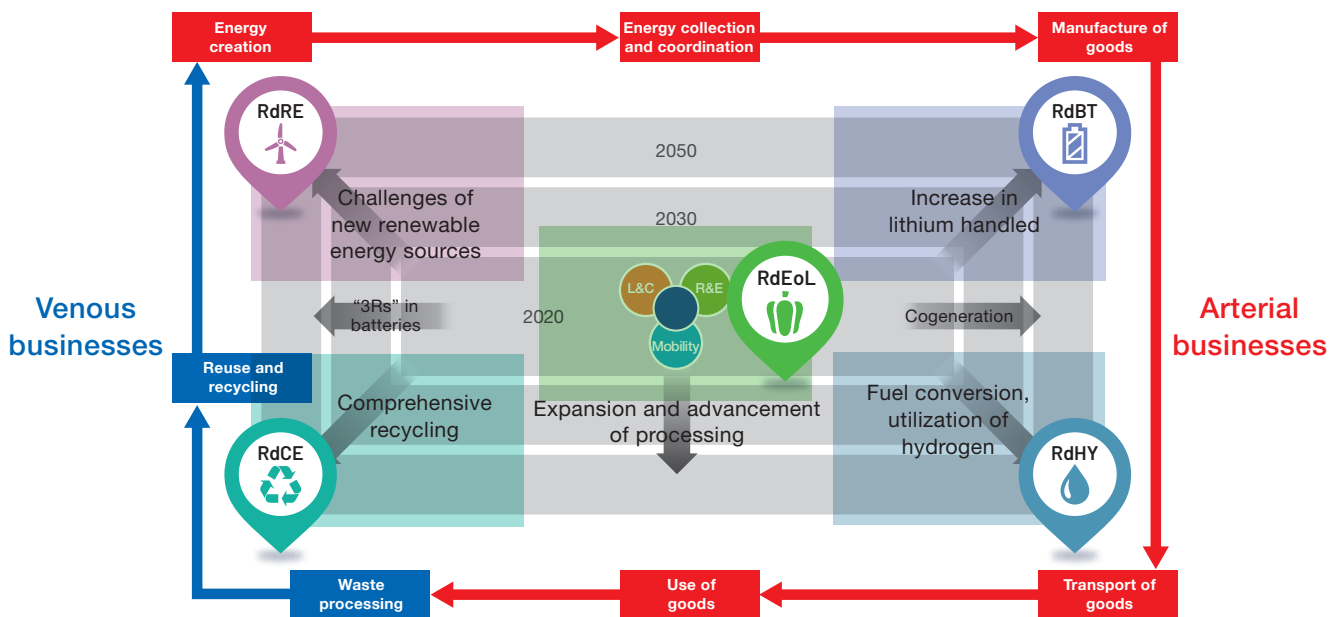 Energy
creation
Energy collection
and coordination
Manufacture of
goods
RdRE
RdBT
2050
2030
Challenges of
new renewable
energy sources
Increase in
lithium handled
L&C
R&E
RdEoL
Venous
businesses
"3Rs" in
batteries
2020
Mobility
Cogeneration
Arterial
businesses
Reuse and
recycling
Comprehensive
recycling
Expansion and advancement
of processing
Fuel conversion,
utilization of
hydrogen
RdCE
RdHY
Waste
processing
Use of
goods
Transport of
goods